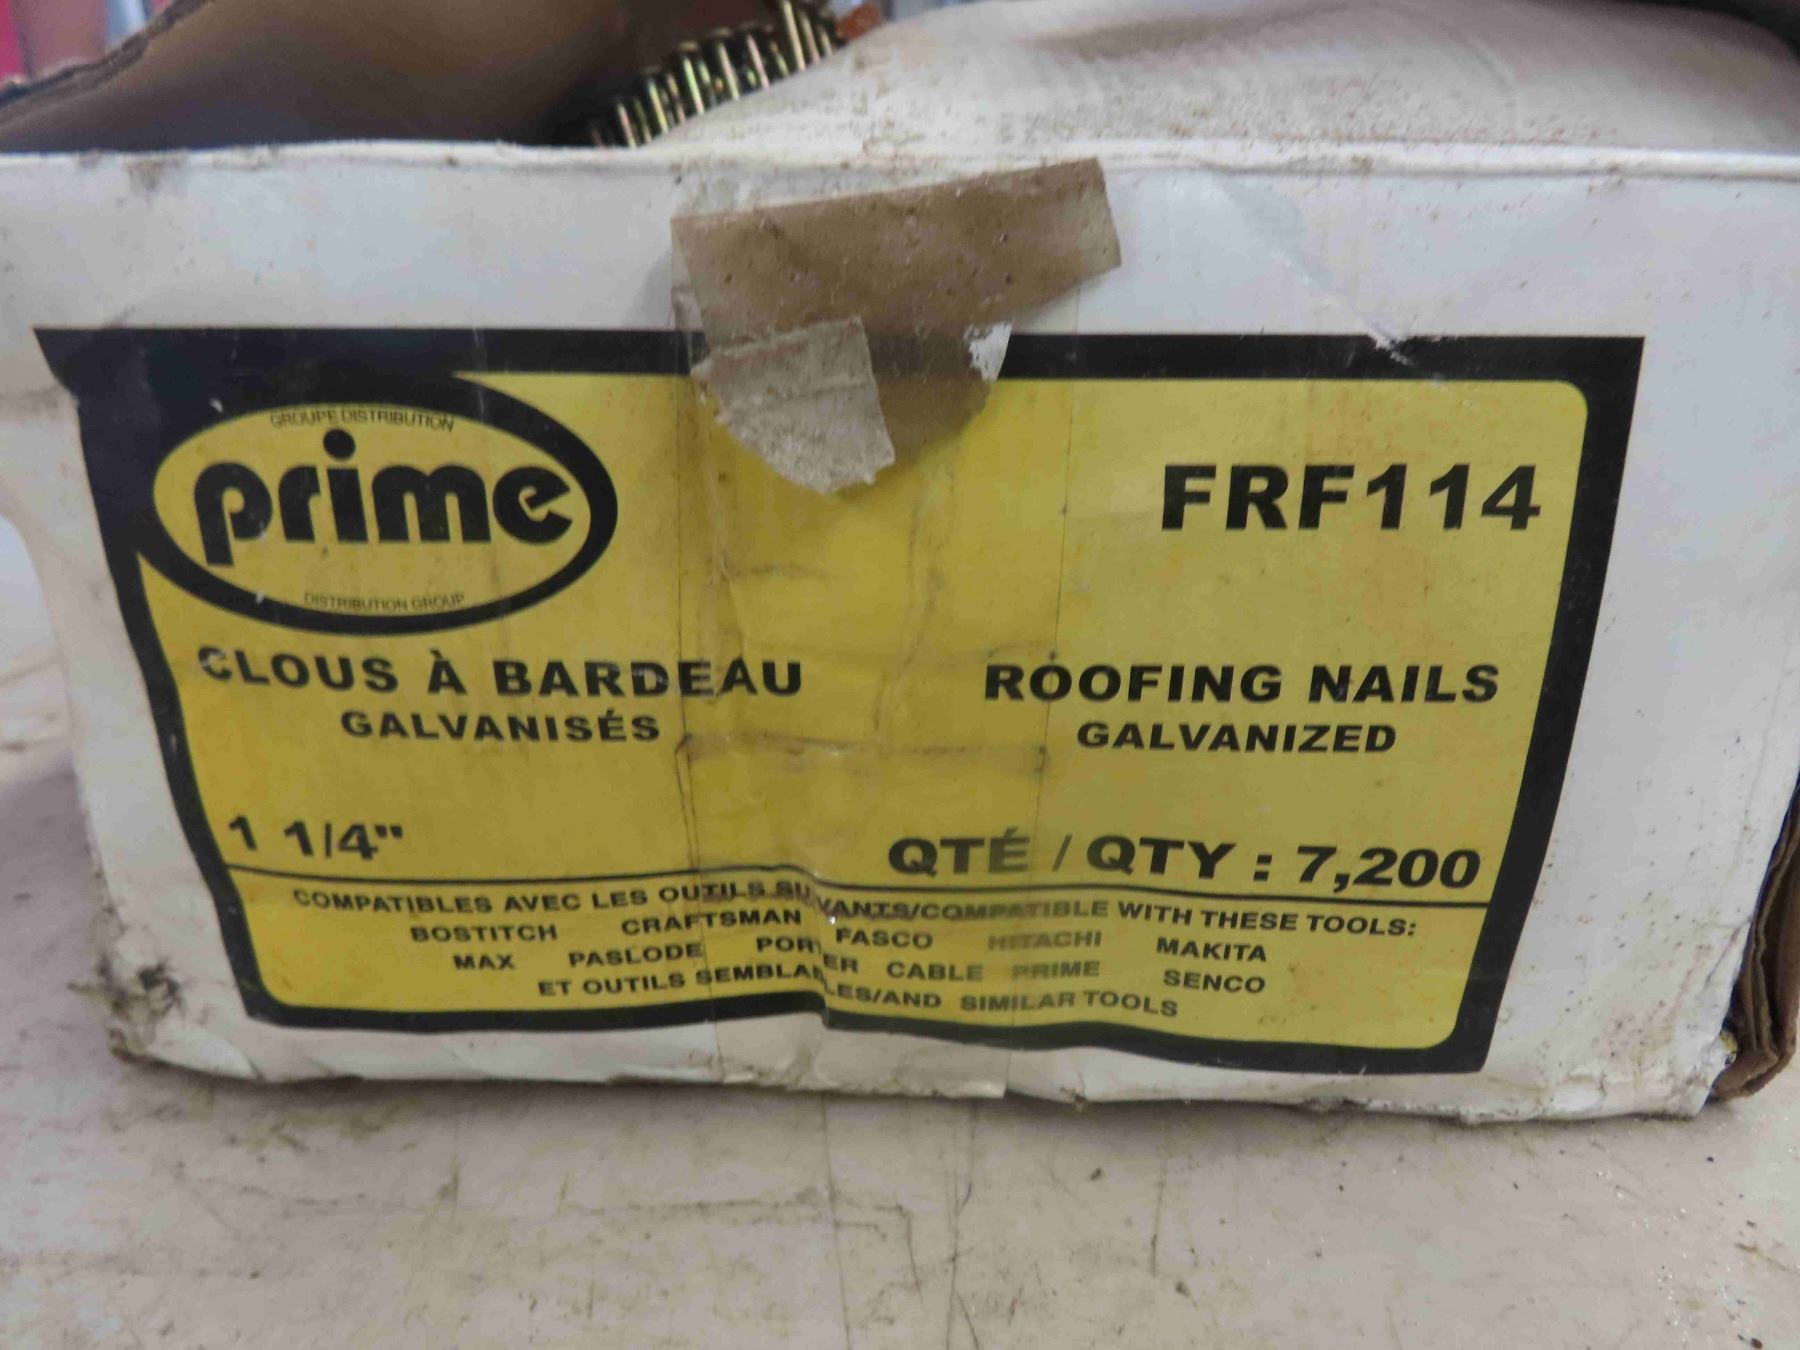 GROUPE DISTRIBUTION
prime
DISTRIBUTION GROUP
FRF114
CLOUS À BARDEAU
GALVANISÉS
ROOFING NAILS
GALVANIZED
1 1/4"
QTÉ / QTY : 7,200
COMPATIBLES AVEC LES OUTILS SUIVANTS/COMPATIBLE WITH THESE TOOLS:
BOSTITCH CRAFTSMAN FASCO HITACHI MAKITA
MAX PASLODE PORTER CABLE PRIME SENCO
ET OUTILS SEMBLABLES/AND SIMILAR TOOLS